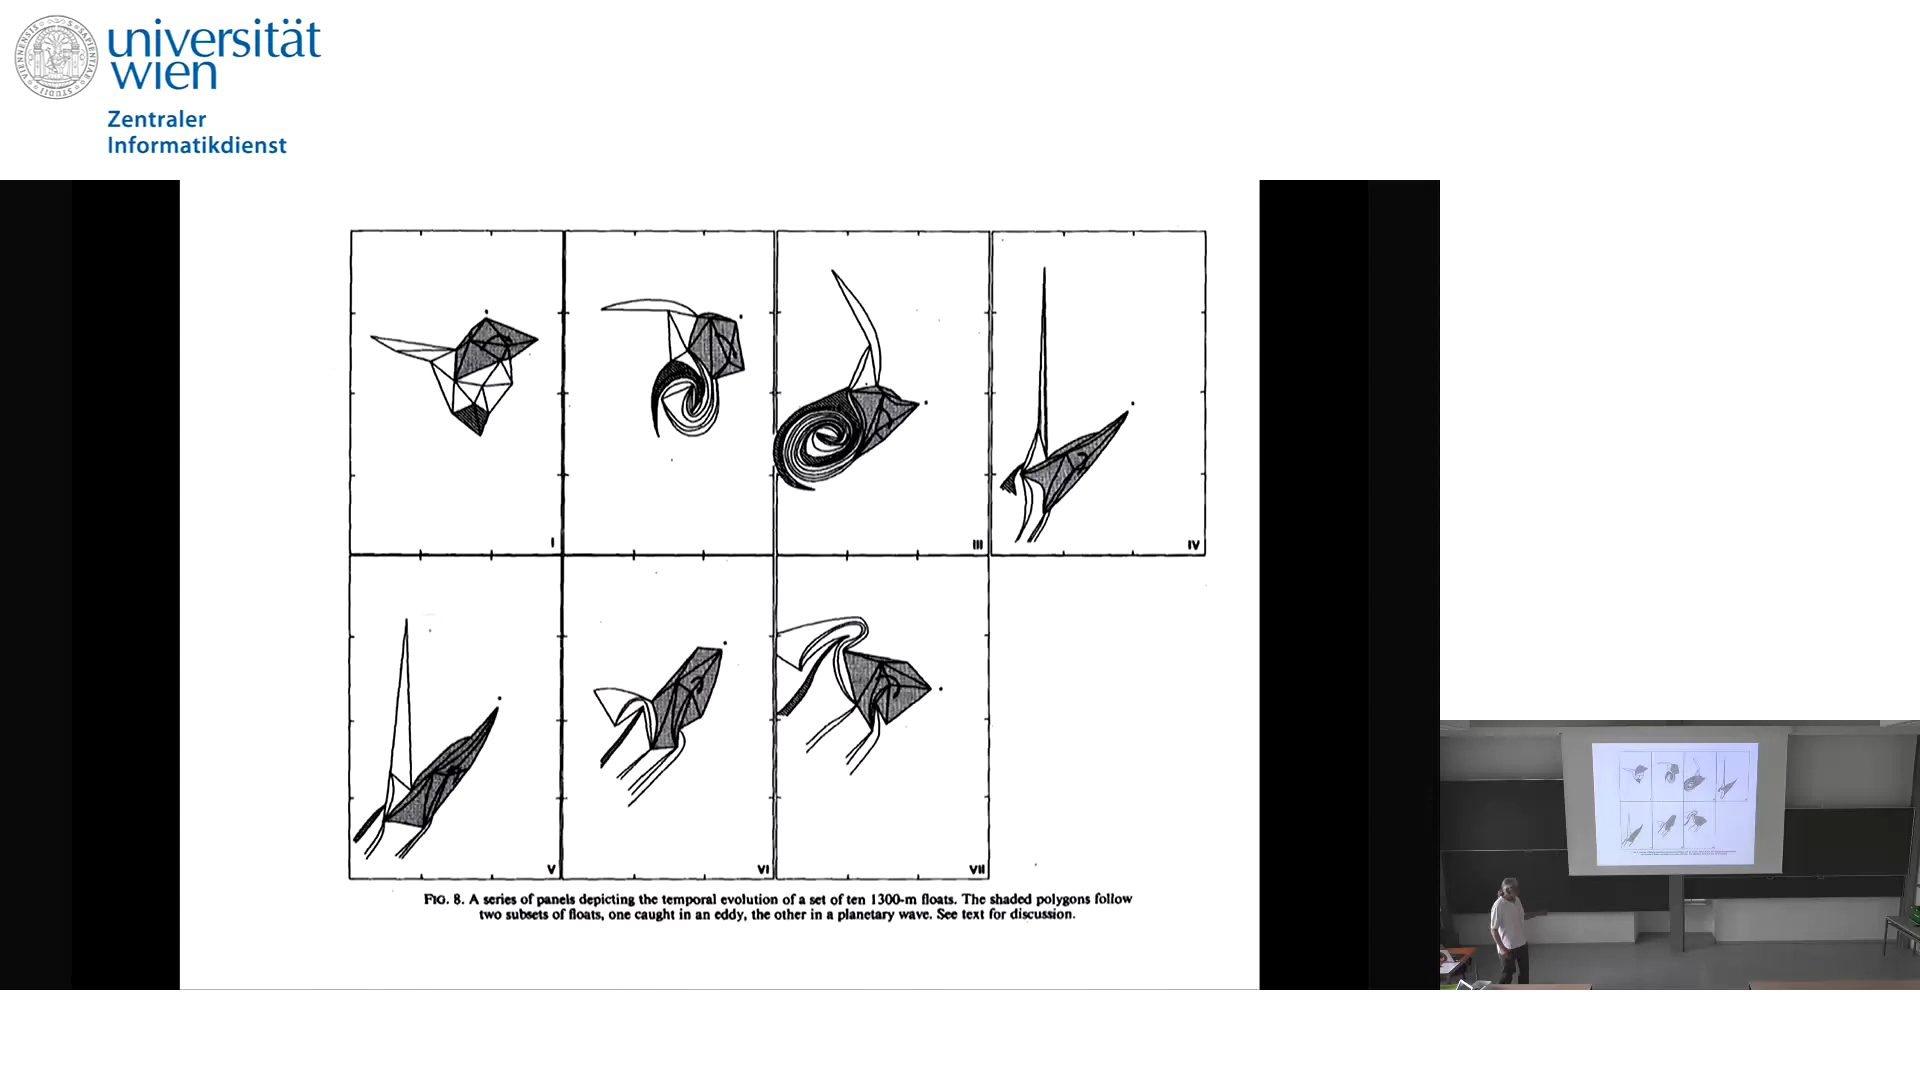 universität
wien
Zentraler
Informatikdienst
I
III
IV
V
VI
VII
FIG. 8. A series of panels depicting the temporal evolution of a set of ten 1300-m floats. The shaded polygons follow
two subsets of floats, one caught in an eddy, the other in a planetary wave. See text for discussion.